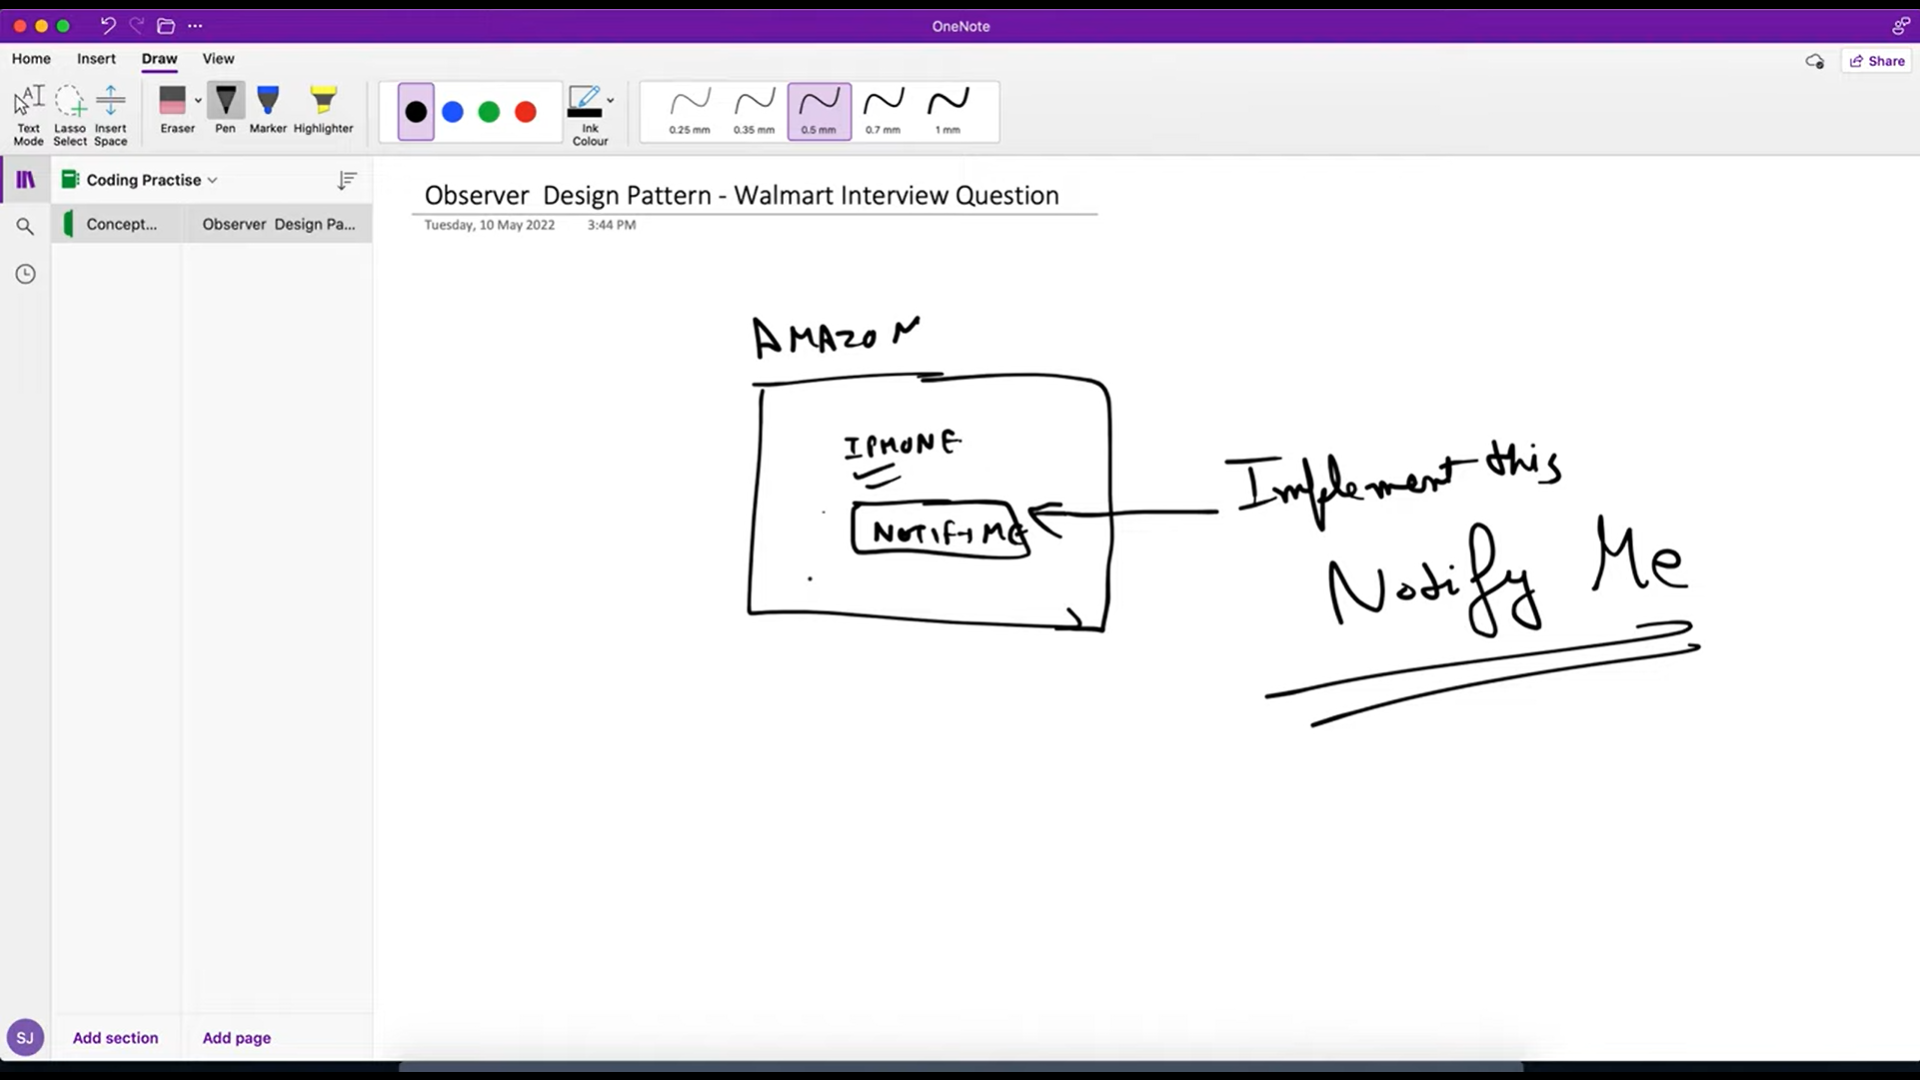 OneNote
Home Insert Draw View
Share
Text Mode
Lasso Select
Insert Space
Eraser
Pen
Marker
Highlighter
Ink Colour
0.25 mm
0.35 mm
0.5 mm
0.7 mm
1 mm
Coding Practise
Concept...
Observer Design Pa...
Observer Design Pattern - Walmart Interview Question
Tuesday, 10 May 2022 3:44 PM
AMAZON
IPHONE
NOTIFY ME
Implement this
Notify Me
SJ
Add section
Add page